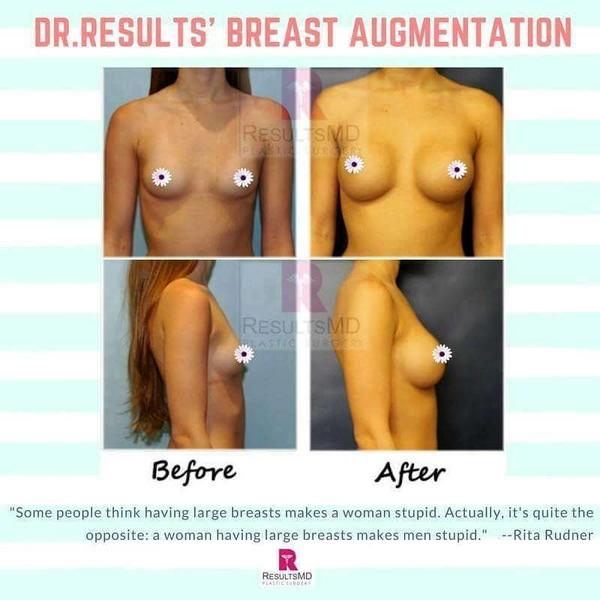 DR.RESULTS' BREAST AUGMENTATION
RESULTSMD
PLASTIC SURGERY
RESULTSMD
PLASTIC SURGERY
Before
After
"Some people think having large breasts makes a woman stupid. Actually, it's quite the
opposite: a woman having large breasts makes men stupid." --Rita Rudner
RESULTSMD
PLASTIC SURGERY